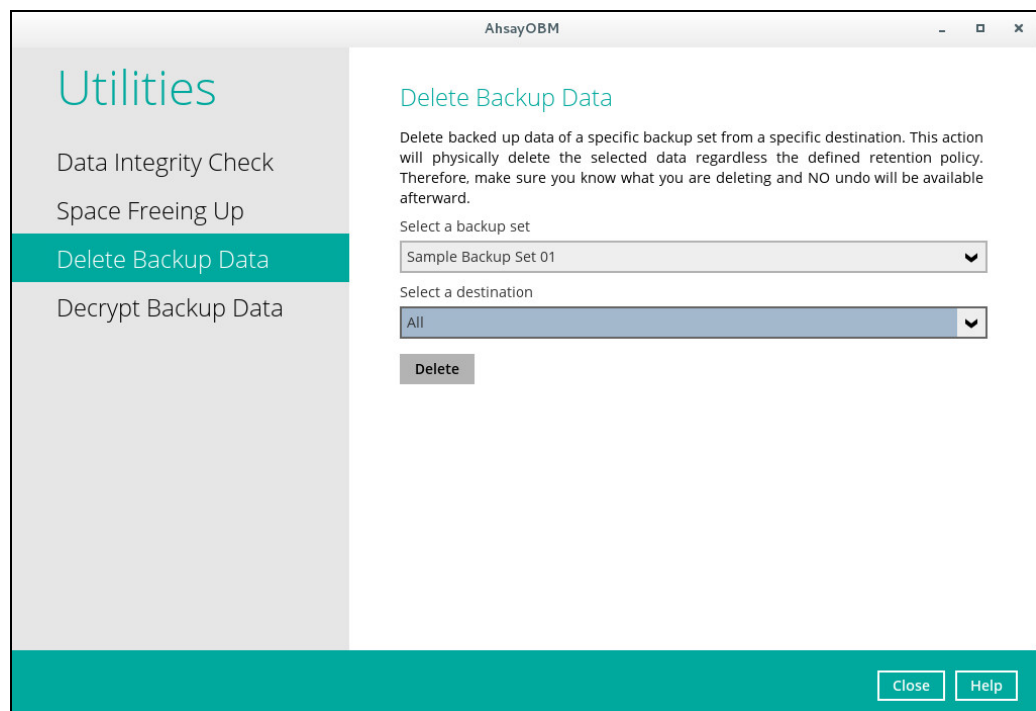 AhsayOBM
Utilities
Data Integrity Check
Space Freeing Up
Delete Backup Data
Decrypt Backup Data
Delete Backup Data
Delete backed up data of a specific backup set from a specific destination. This action
will physically delete the selected data regardless the defined retention policy.
Therefore, make sure you know what you are deleting and NO undo will be available
afterward.
Select a backup set
Sample Backup Set 01
Select a destination
All
Delete
Close
Help